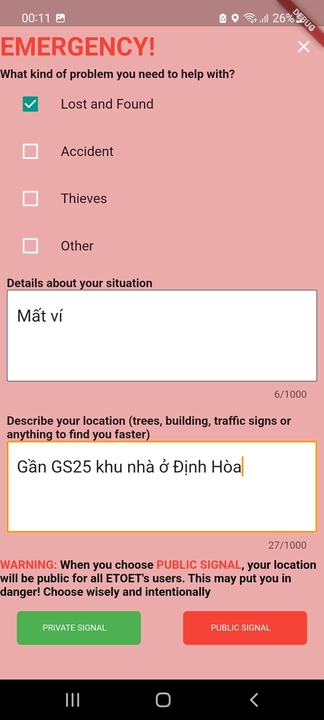 00:11
26%
DEBUG
EMERGENCY!
What kind of problem you need to help with?
Lost and Found
Accident
Thieves
Other
Details about your situation
Mất ví
6/1000
Describe your location (trees, building, traffic signs or
anything to find you faster)
Gần GS25 khu nhà ở Định Hòa
27/1000
WARNING: When you choose PUBLIC SIGNAL, your location
will be public for all ETOET's users. This may put you in
danger! Choose wisely and intentionally
PRIVATE SIGNAL
PUBLIC SIGNAL